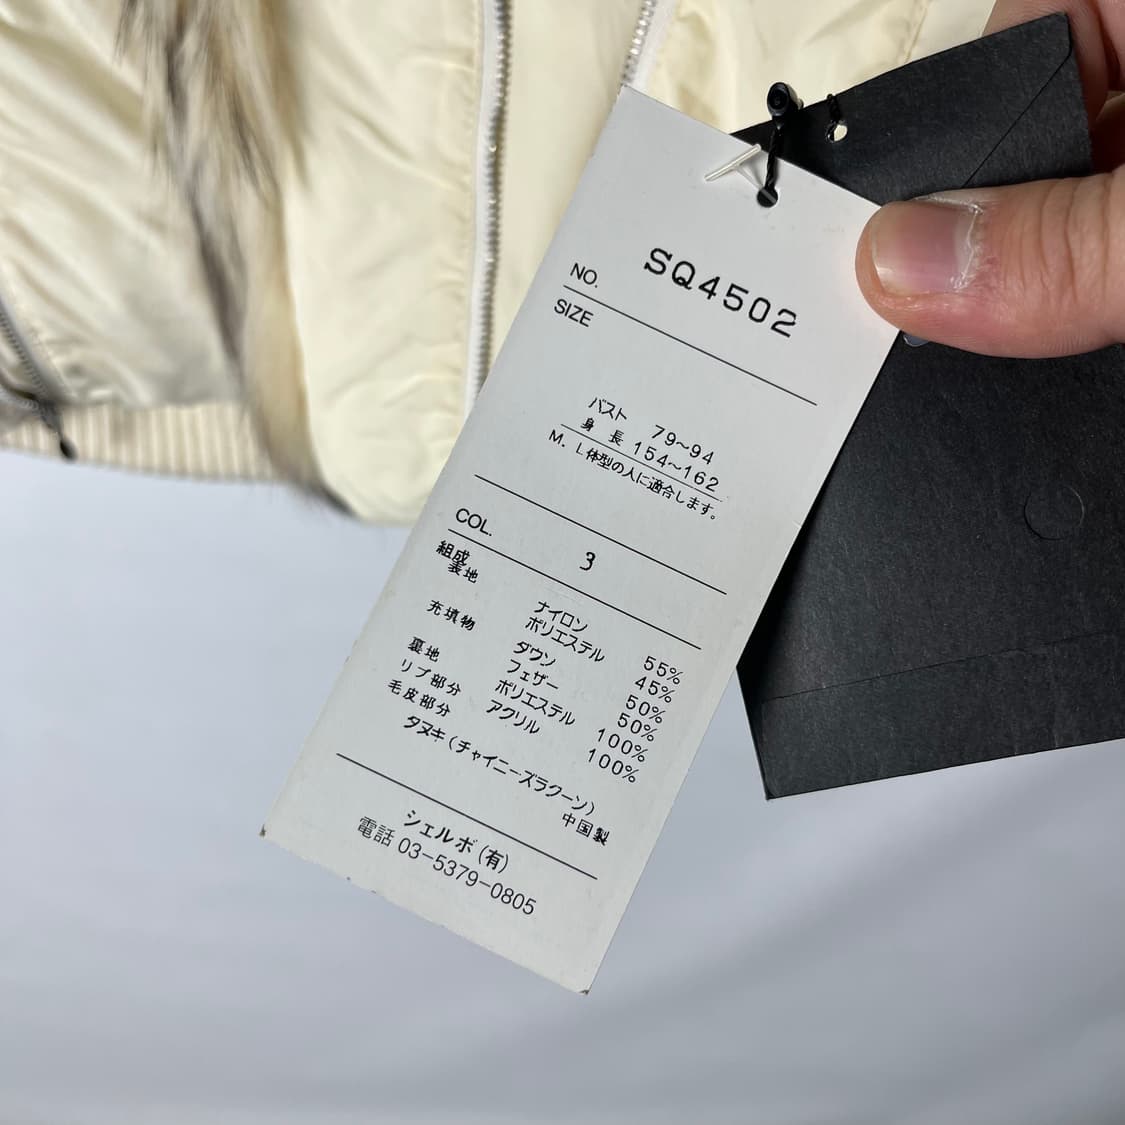 NO. SQ4502
SIZE
バスト 79~94
身長 154~162
M. L体型の人に適合します。
COL. 3
組成
表地 ナイロン 55%
ポリエステル 45%
充填物 ダウン 50%
フェザー 50%
裏地 ポリエステル 100%
リブ部分 アクリル 100%
毛皮部分
タヌキ(チャイニーズラクーン)
中国製
シェルボ(有)
電話 03-5379-0805